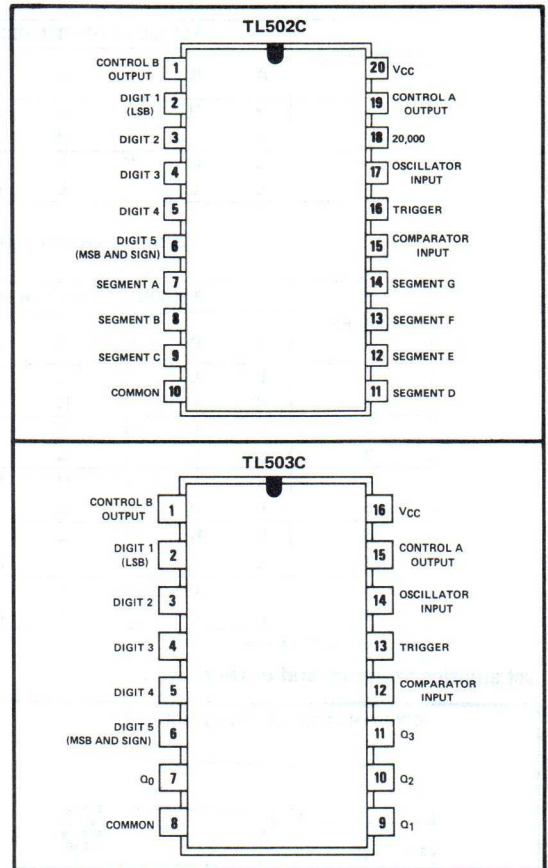 TL502C
CONTROL B
OUTPUT
1
20
VCC
DIGIT 1
(LSB)
2
19
CONTROL A
OUTPUT
DIGIT 2
3
18
20,000
DIGIT 3
4
17
OSCILLATOR
INPUT
DIGIT 4
5
16
TRIGGER
DIGIT 5
(MSB AND SIGN)
6
15
COMPARATOR
INPUT
SEGMENT A
7
14
SEGMENT G
SEGMENT B
8
13
SEGMENT F
SEGMENT C
9
12
SEGMENT E
COMMON
10
11
SEGMENT D
TL503C
CONTROL B
OUTPUT
1
16
VCC
DIGIT 1
(LSB)
2
15
CONTROL A
OUTPUT
DIGIT 2
3
14
OSCILLATOR
INPUT
DIGIT 3
4
13
TRIGGER
DIGIT 4
5
12
COMPARATOR
INPUT
DIGIT 5
(MSB AND SIGN)
6
11
Q3
Q0
7
10
Q2
COMMON
8
9
Q1